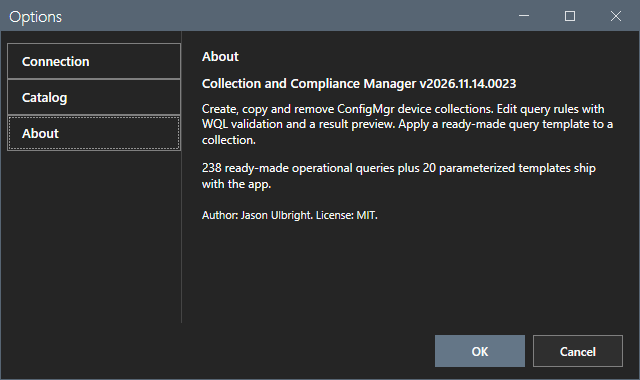 Options
Connection
Catalog
About
About
Collection and Compliance Manager v2026.11.14.0023
Create, copy and remove ConfigMgr device collections. Edit query rules with
WQL validation and a result preview. Apply a ready-made query template to a
collection.
238 ready-made operational queries plus 20 parameterized templates ship
with the app.
Author: Jason Ulbright. License: MIT.
OK
Cancel